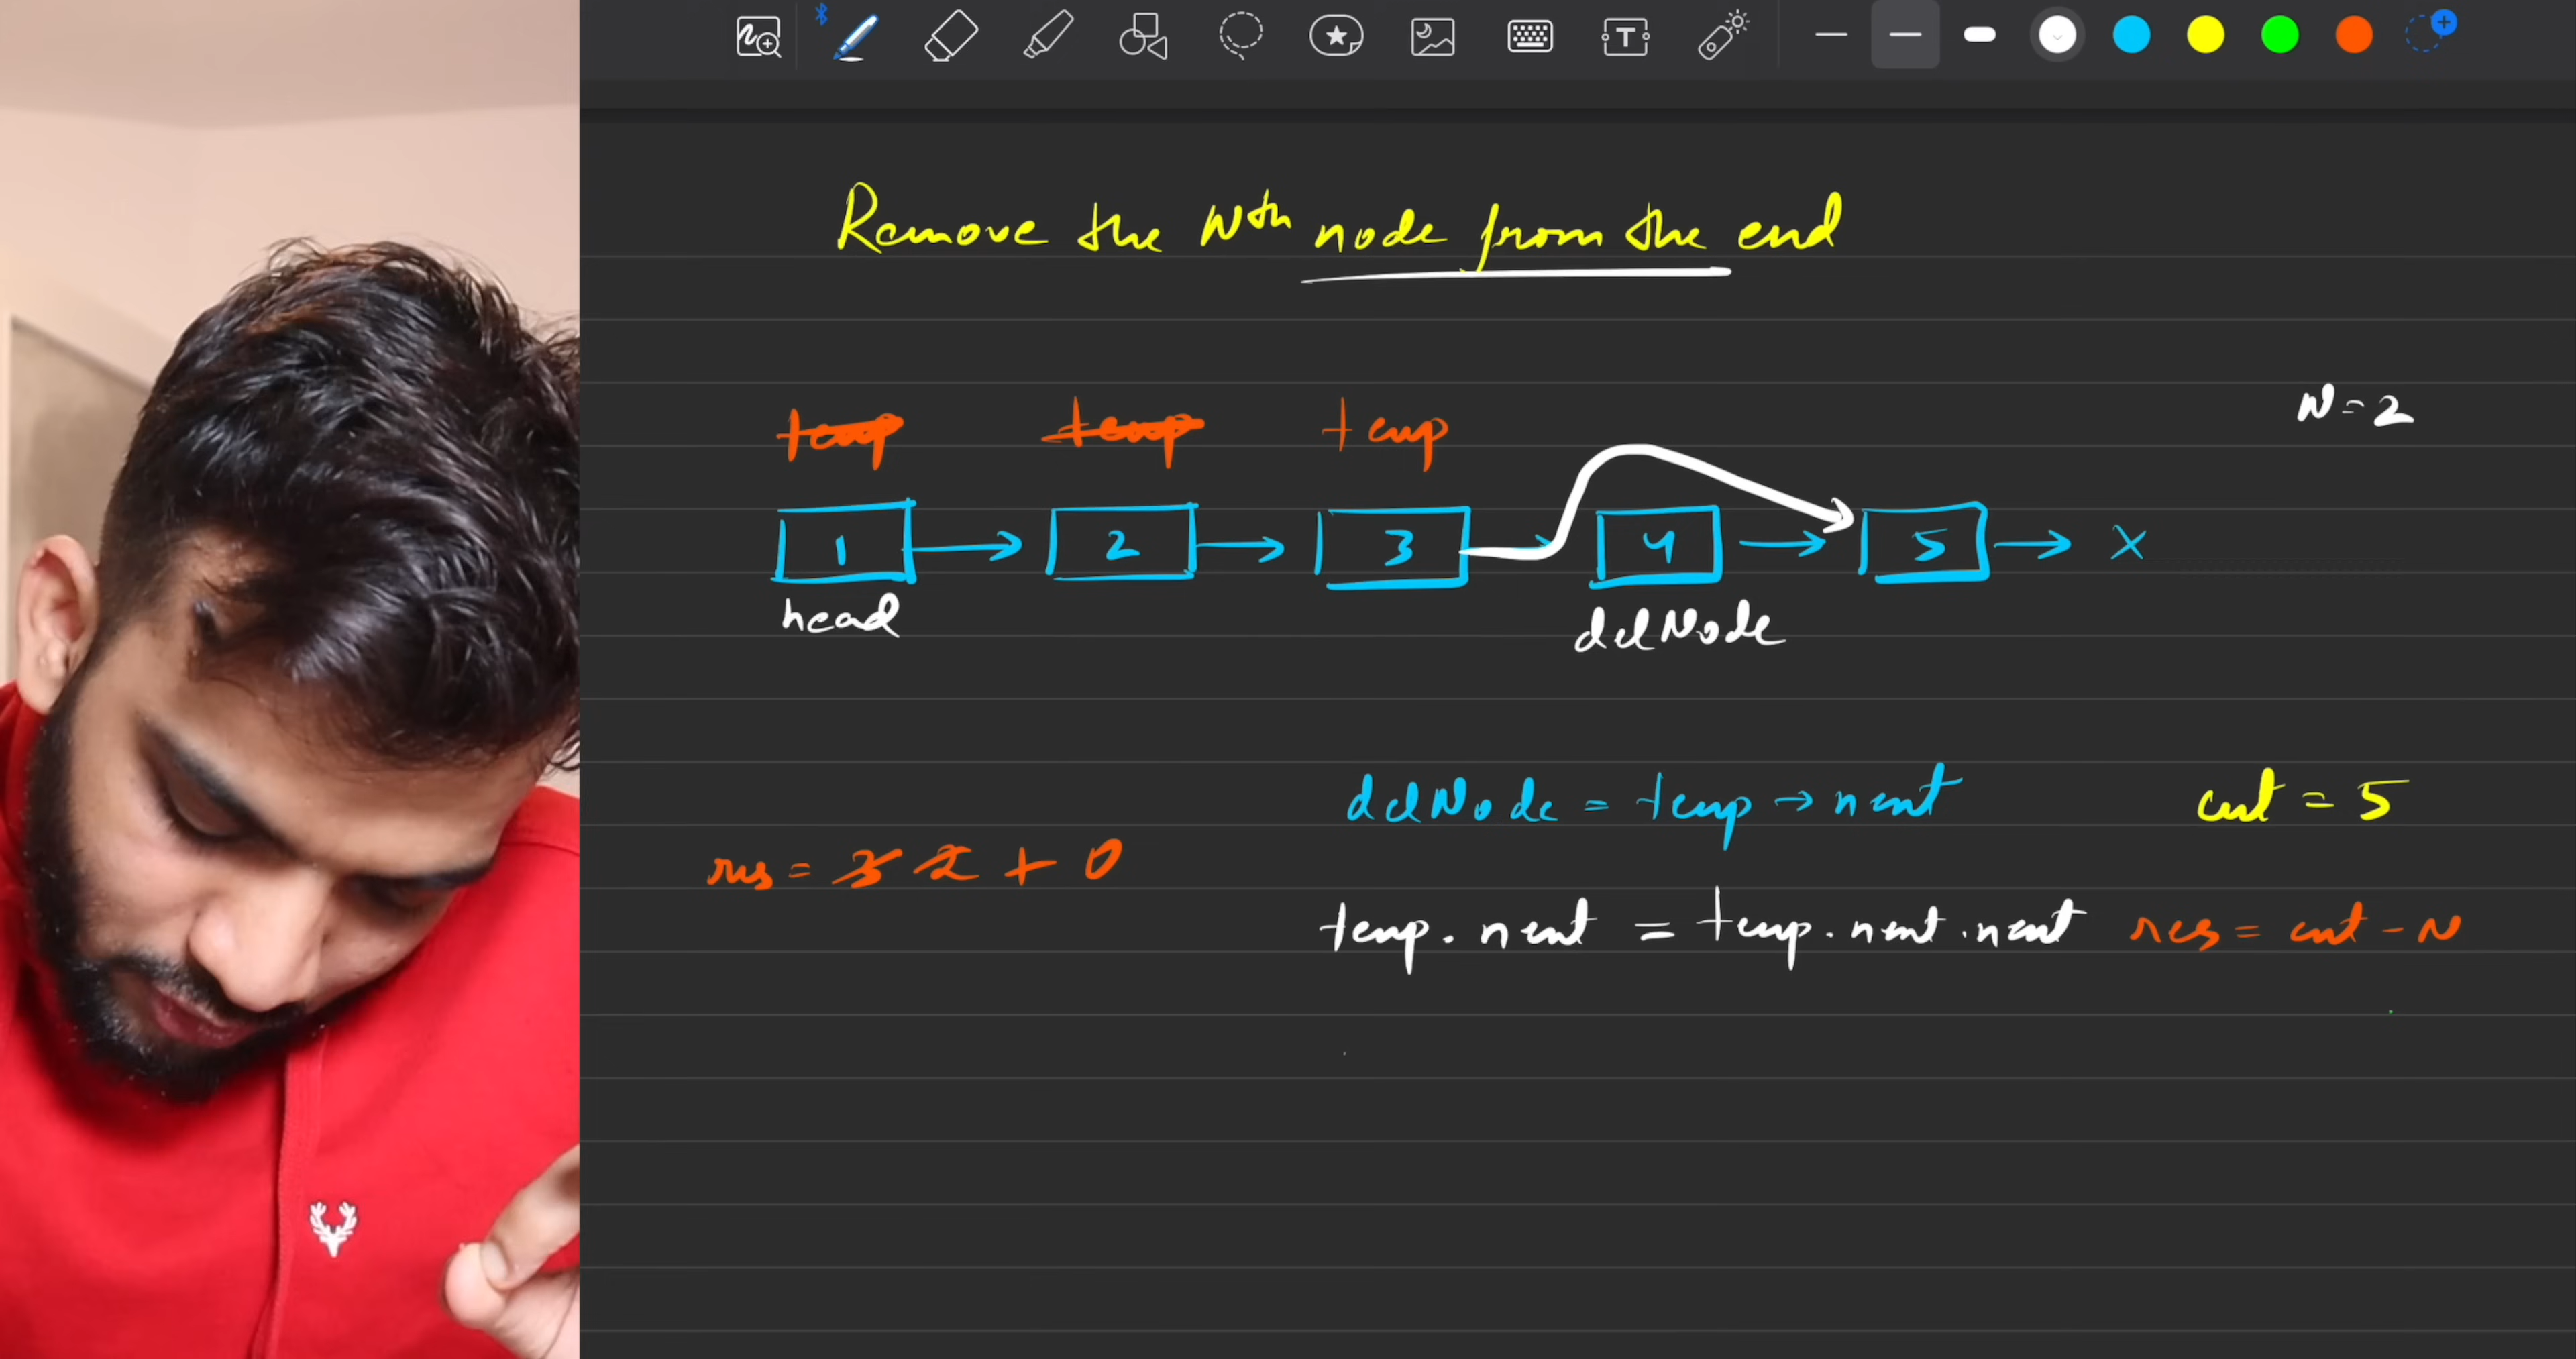 Remove the Nth node from the end
N = 2
temp temp temp
1 → 2 → 3 → 4 → 5 → X
head delNode
delNode = temp → next cnt = 5
res = 3 2 1 0
temp.next = temp.next.next res = cnt - N